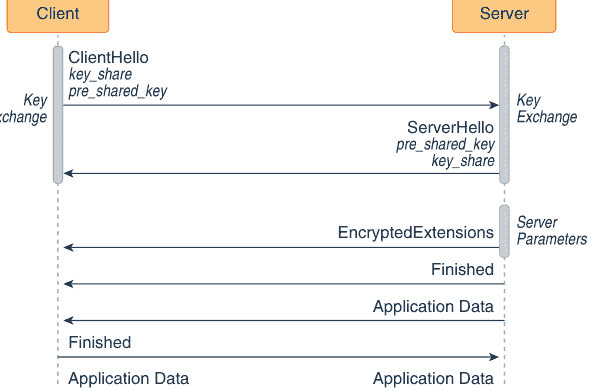 Client
Server
ClientHello
key_share
pre_shared_key
Key
Key
Exchange
ServerHello
pre_shared_key
key_share
Server
Parameters
EncryptedExtensions
Finished
Application Data
Finished
Application Data
Application Data